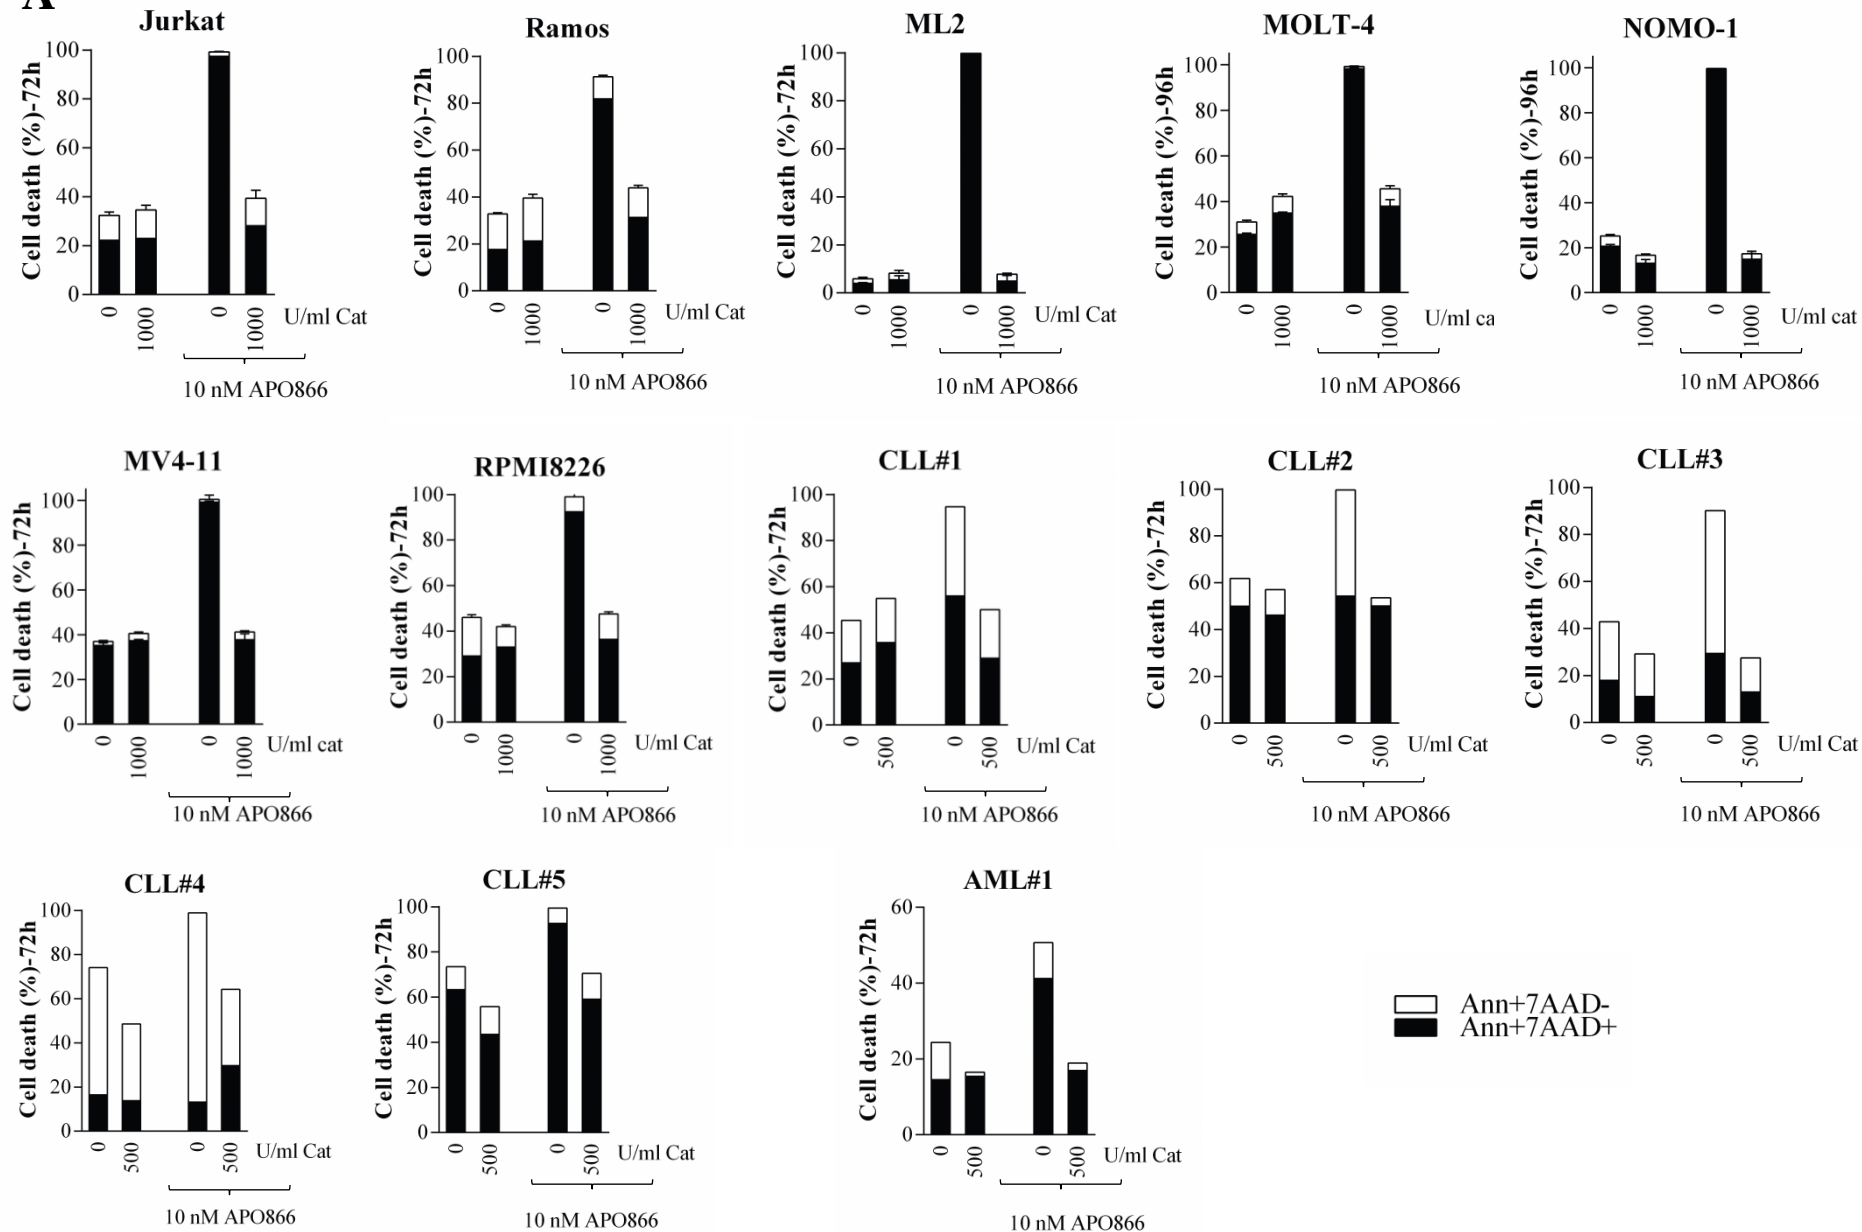 A
Jurkat
Cell death (%)-72h
100
80
60
40
20
0
0
1000
0
1000
U/ml Cat
10 nM APO866
Ramos
Cell death (%)-72h
100
80
60
40
20
0
0
1000
0
1000
U/ml Cat
10 nM APO866
ML2
Cell death (%)-72h
100
80
60
40
20
0
0
1000
0
1000
U/ml Cat
10 nM APO866
MOLT-4
Cell death (%)-96h
100
80
60
40
20
0
0
1000
0
1000
U/ml ca
10 nM APO866
NOMO-1
Cell death (%)-96h
100
80
60
40
20
0
0
1000
0
1000
U/ml cat
10 nM APO866
MV4-11
Cell death (%)-72h
100
80
60
40
20
0
0
1000
0
1000
U/ml cat
10 nM APO866
RPMI8226
Cell death (%)-72h
100
80
60
40
20
0
0
1000
0
1000
U/ml Cat
10 nM APO866
CLL#1
Cell death (%)-72h
100
80
60
40
20
0
0
500
0
500
U/ml Cat
10 nM APO866
CLL#2
Cell death (%)-72h
100
80
60
40
20
0
0
500
0
500
U/ml Cat
10 nM APO866
CLL#3
Cell death (%)-72h
100
80
60
40
20
0
0
500
0
500
U/ml Cat
10 nM APO866
CLL#4
Cell death (%)-72h
100
80
60
40
20
0
0
500
0
500
U/ml Cat
10 nM APO866
CLL#5
Cell death (%)-72h
100
80
60
40
20
0
0
500
0
500
U/ml Cat
10 nM APO866
AML#1
Cell death (%)-72h
60
40
20
0
0
500
0
500
U/ml Cat
10 nM APO866
Ann+7AAD-
Ann+7AAD+